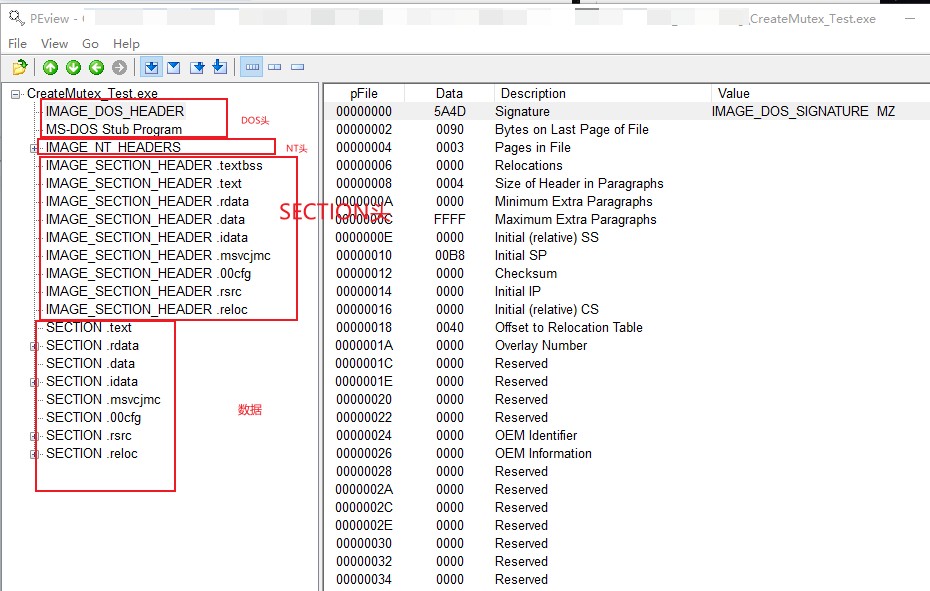 PEview -
CreateMutex_Test.exe
File View Go Help
CreateMutex_Test.exe
IMAGE_DOS_HEADER
MS-DOS Stub Program
DOS头
IMAGE_NT_HEADERS
NT头
IMAGE_SECTION_HEADER .textbss
IMAGE_SECTION_HEADER .text
IMAGE_SECTION_HEADER .rdata
IMAGE_SECTION_HEADER .data
IMAGE_SECTION_HEADER .idata
IMAGE_SECTION_HEADER .msvcjmc
IMAGE_SECTION_HEADER .00cfg
IMAGE_SECTION_HEADER .rsrc
IMAGE_SECTION_HEADER .reloc
SECTION头
SECTION .text
SECTION .rdata
SECTION .data
SECTION .idata
SECTION .msvcjmc
SECTION .00cfg
SECTION .rsrc
SECTION .reloc
数据
pFile Data Description Value
00000000 5A4D Signature IMAGE_DOS_SIGNATURE MZ
00000002 0090 Bytes on Last Page of File
00000004 0003 Pages in File
00000006 0000 Relocations
00000008 0004 Size of Header in Paragraphs
0000000A 0000 Minimum Extra Paragraphs
0000000C FFFF Maximum Extra Paragraphs
0000000E 0000 Initial (relative) SS
00000010 00B8 Initial SP
00000012 0000 Checksum
00000014 0000 Initial IP
00000016 0000 Initial (relative) CS
00000018 0040 Offset to Relocation Table
0000001A 0000 Overlay Number
0000001C 0000 Reserved
0000001E 0000 Reserved
00000020 0000 Reserved
00000022 0000 Reserved
00000024 0000 OEM Identifier
00000026 0000 OEM Information
00000028 0000 Reserved
0000002A 0000 Reserved
0000002C 0000 Reserved
0000002E 0000 Reserved
00000030 0000 Reserved
00000032 0000 Reserved
00000034 0000 Reserved